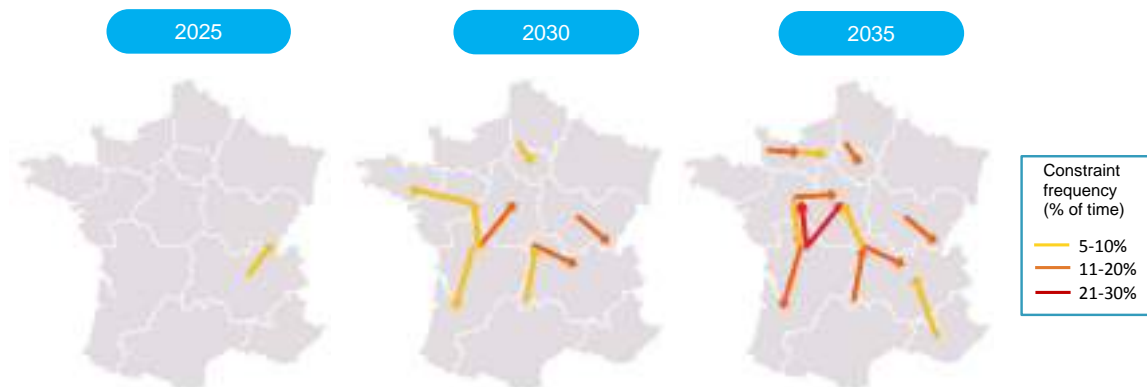 2025
2030
2035
Constraint
frequency
(% of time)
5-10%
11-20%
21-30%